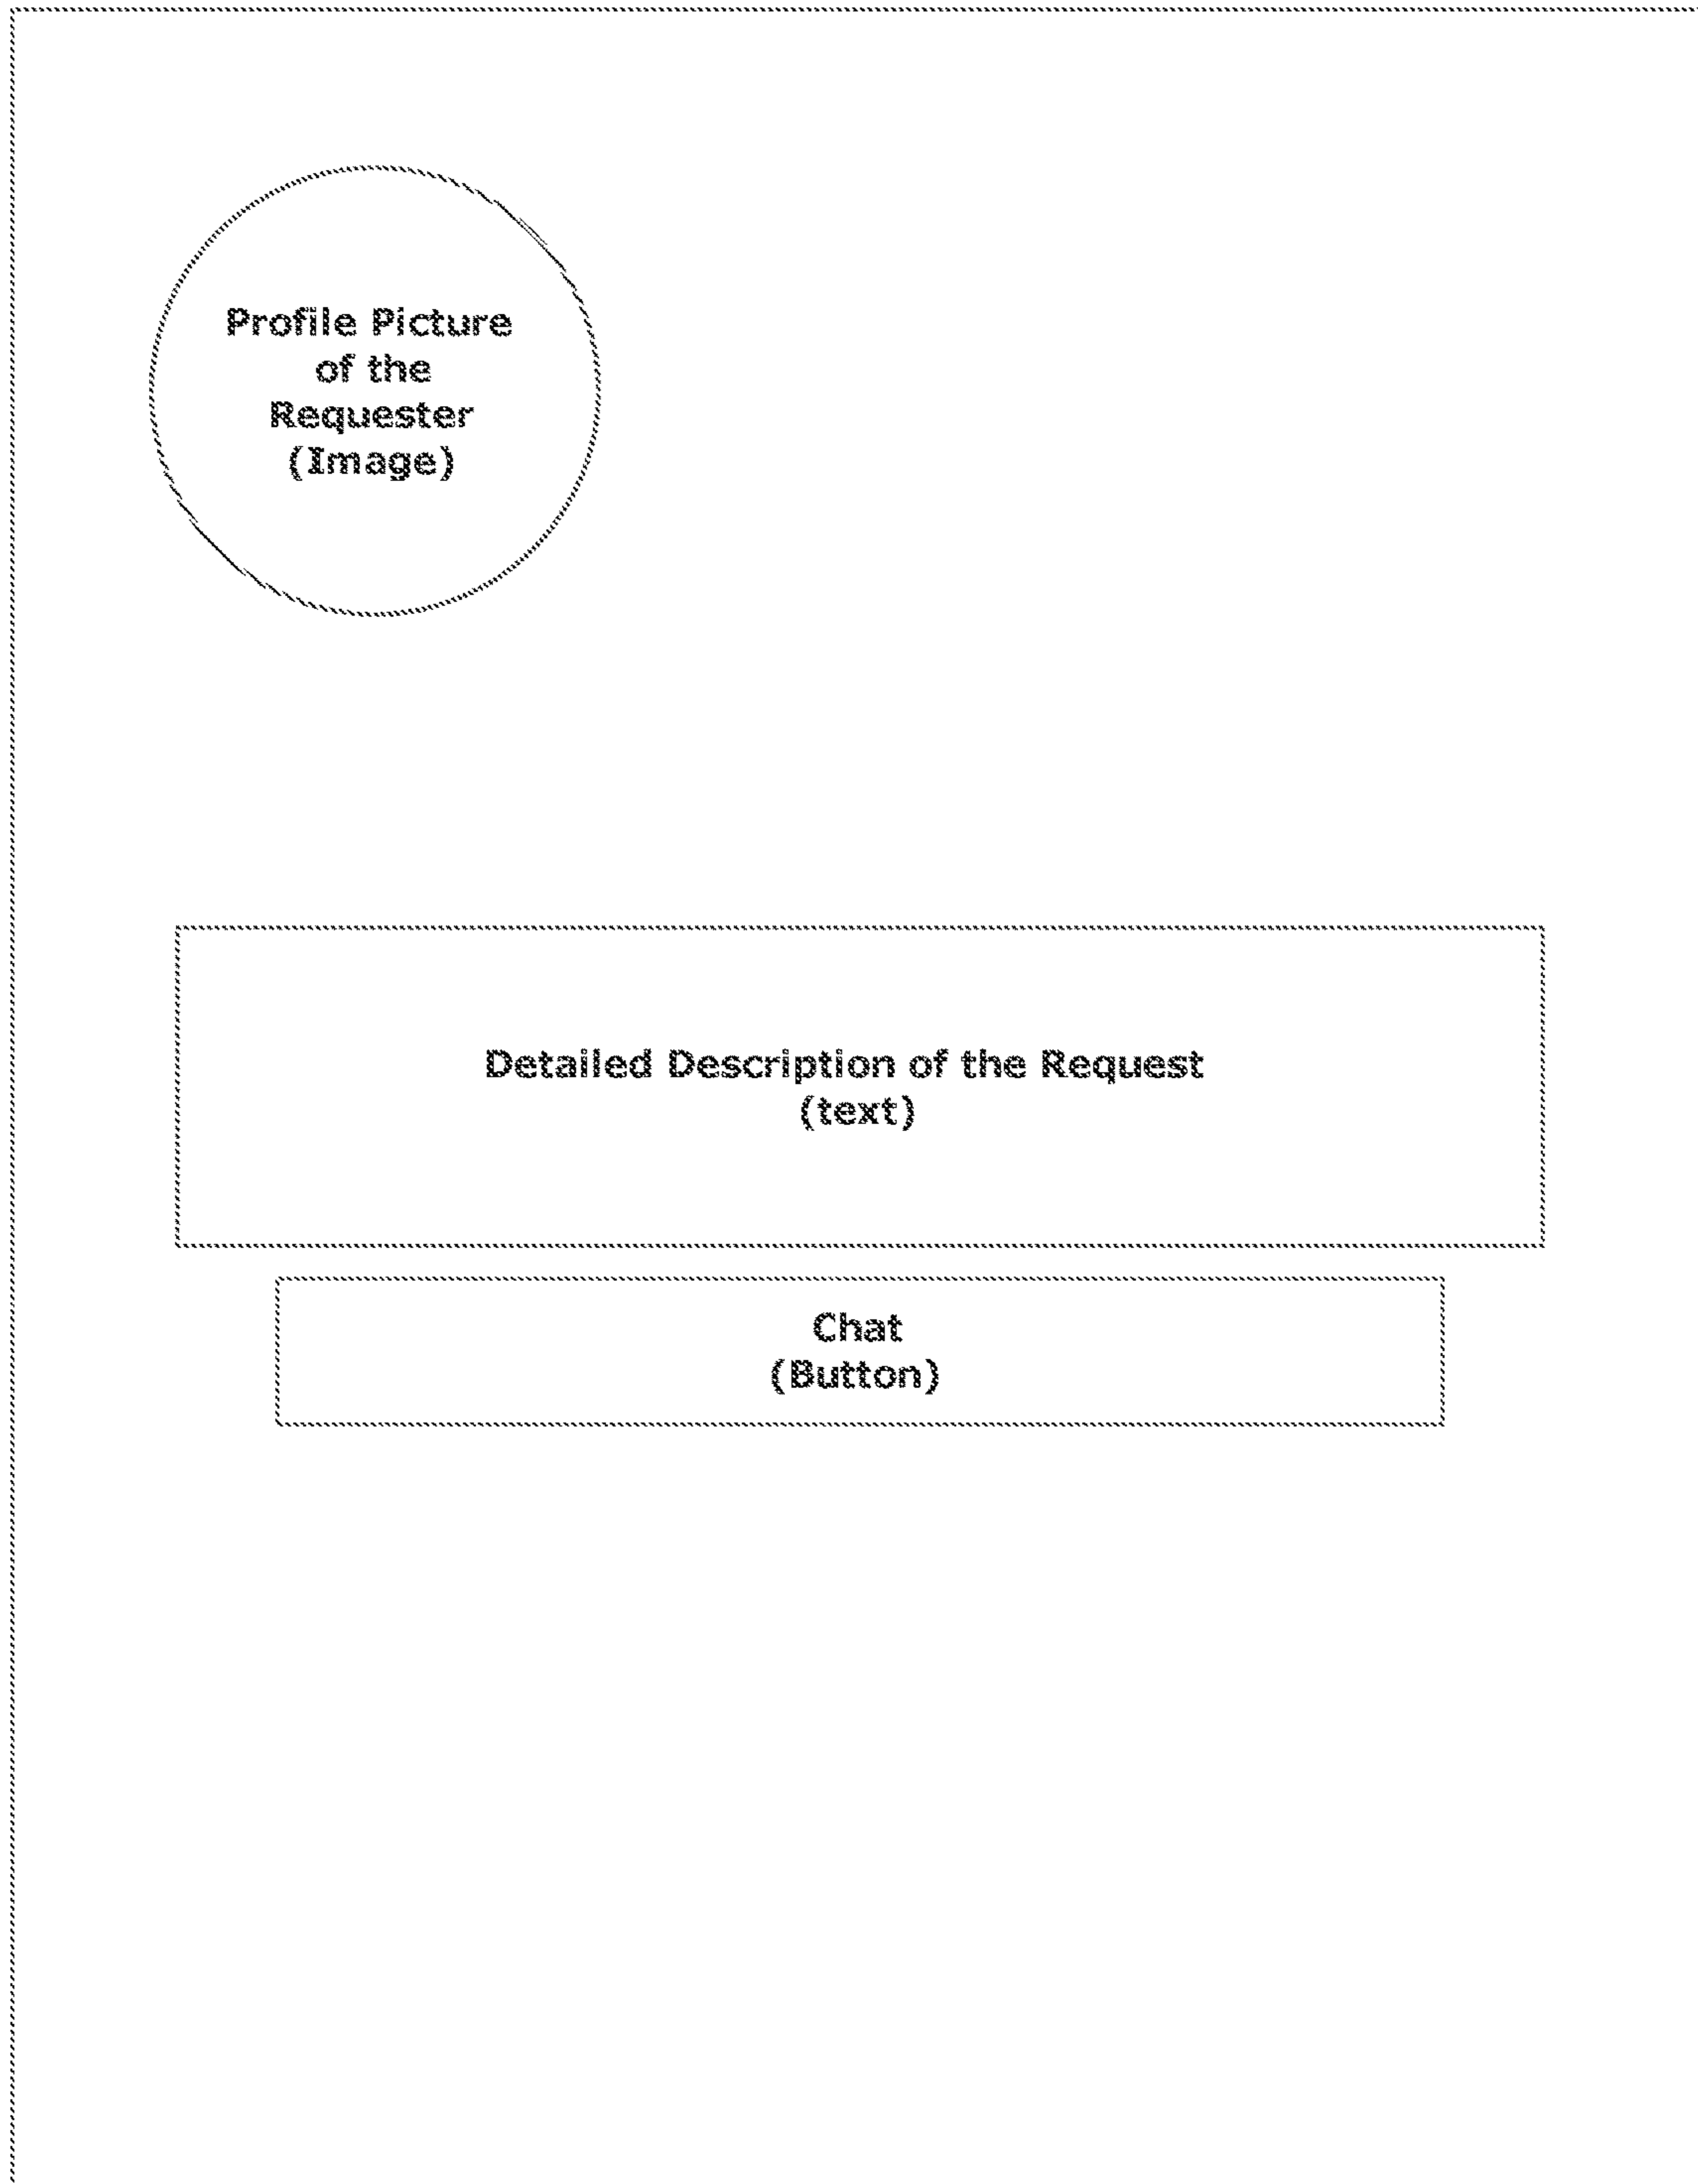 Profile Picture
of the
Requester
(Image)
Detailed Description of the Request
(text)
Chat
(Button)